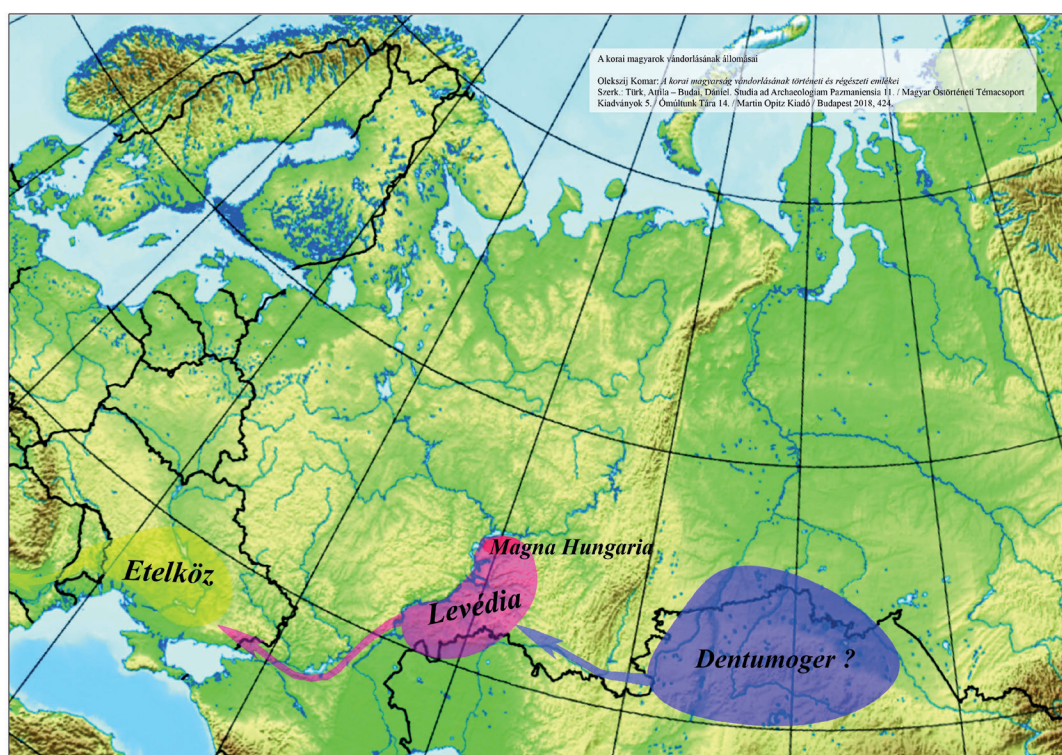 A korai magyarok vándorlásának állomásai
Olekszij Komar: A korai magyarság vándorlásának történeti és régészeti emlékei
Szerk.: Türk, Attila – Budai, Dániel. Studia ad Archaeologiam Pazmaniensia 11. / Magyar Őstörténeti Témacsoport
Kiadványok 5. / Ómúltunk Tára 14. / Martin Opitz Kiadó / Budapest 2018, 424.
Magna Hungaria
Etelköz
Levédia
Dentumoger ?